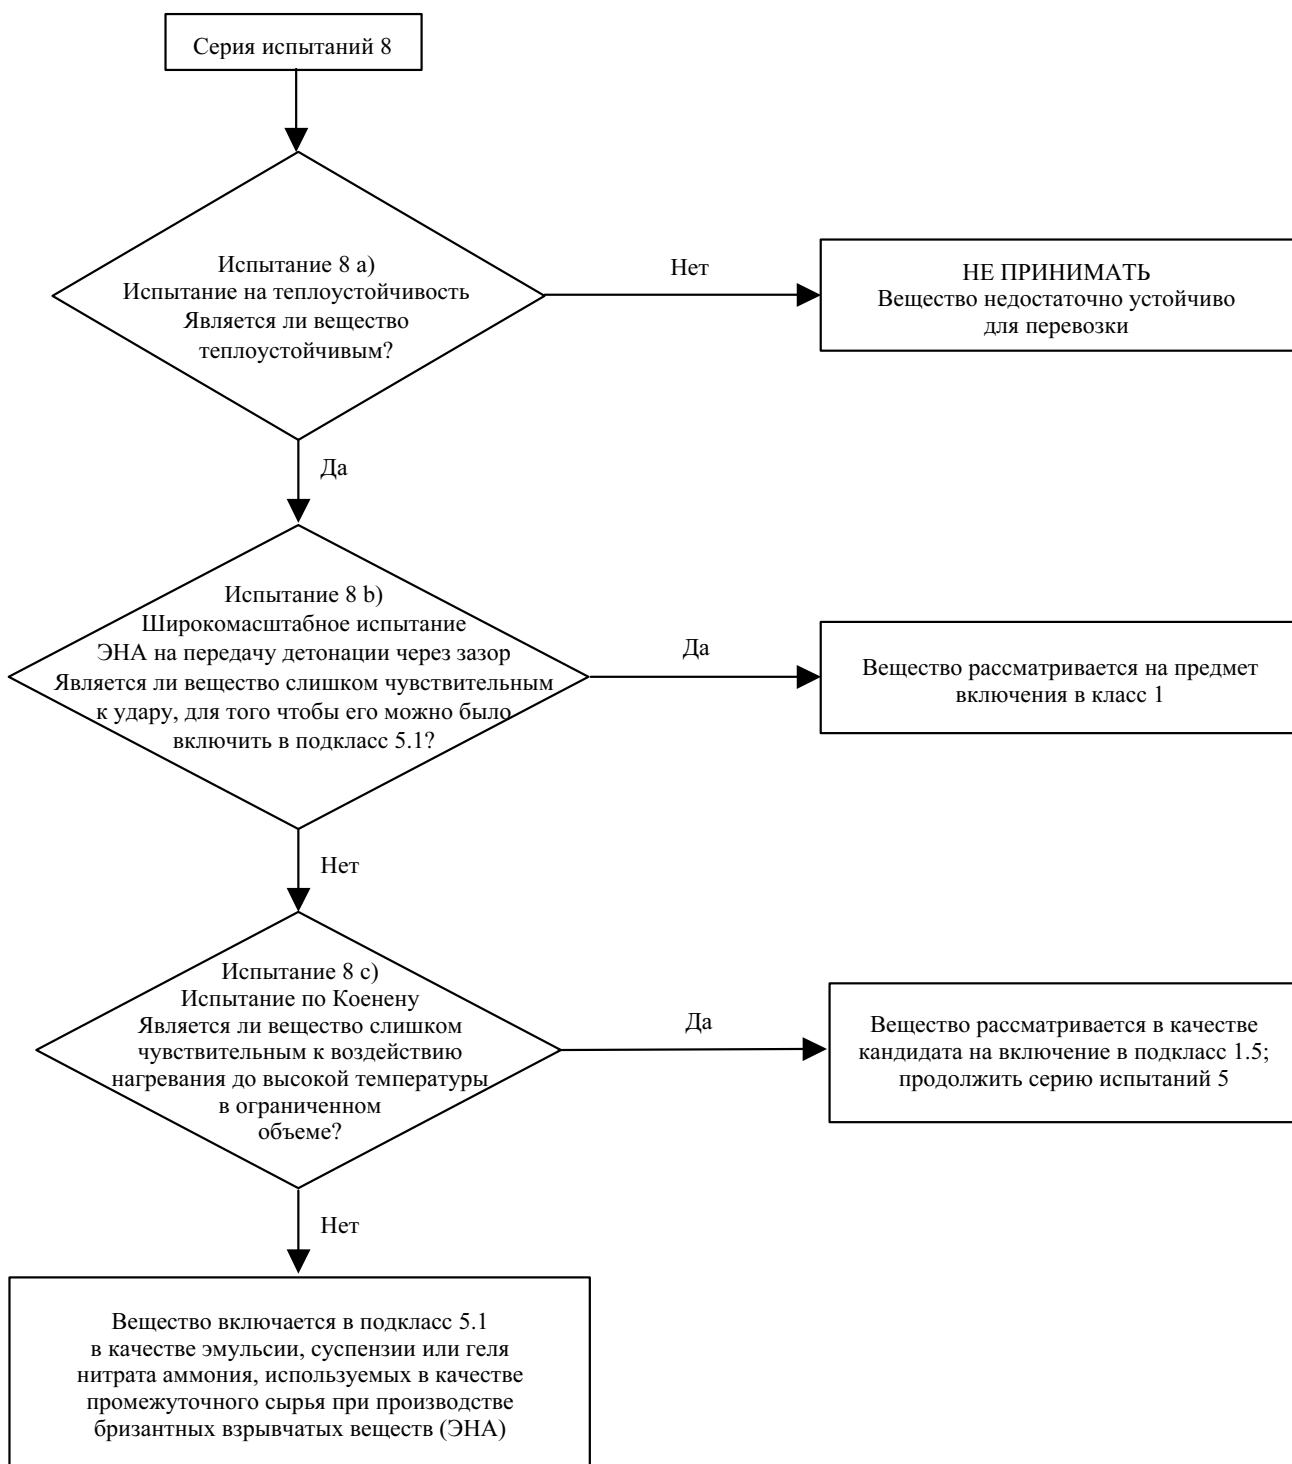 Серия испытаний 8
Испытание 8 a)
Испытание на теплоустойчивость
Является ли вещество
теплоустойчивым?
Нет
НЕ ПРИНИМАТЬ
Вещество недостаточно устойчиво
для перевозки
Да
Испытание 8 b)
Широкомасштабное испытание
ЭНА на передачу детонации через зазор
Является ли вещество слишком чувствительным
к удару, для того чтобы его можно было
включить в подкласс 5.1?
Да
Вещество рассматривается на предмет
включения в класс 1
Нет
Испытание 8 c)
Испытание по Коенену
Является ли вещество слишком
чувствительным к воздействию
нагревания до высокой температуры
в ограниченном
объеме?
Да
Вещество рассматривается в качестве
кандидата на включение в подкласс 1.5;
продолжить серию испытаний 5
Нет
Вещество включается в подкласс 5.1
в качестве эмульсии, суспензии или геля
нитрата аммония, используемых в качестве
промежуточного сырья при производстве
бризантных взрывчатых веществ (ЭНА)